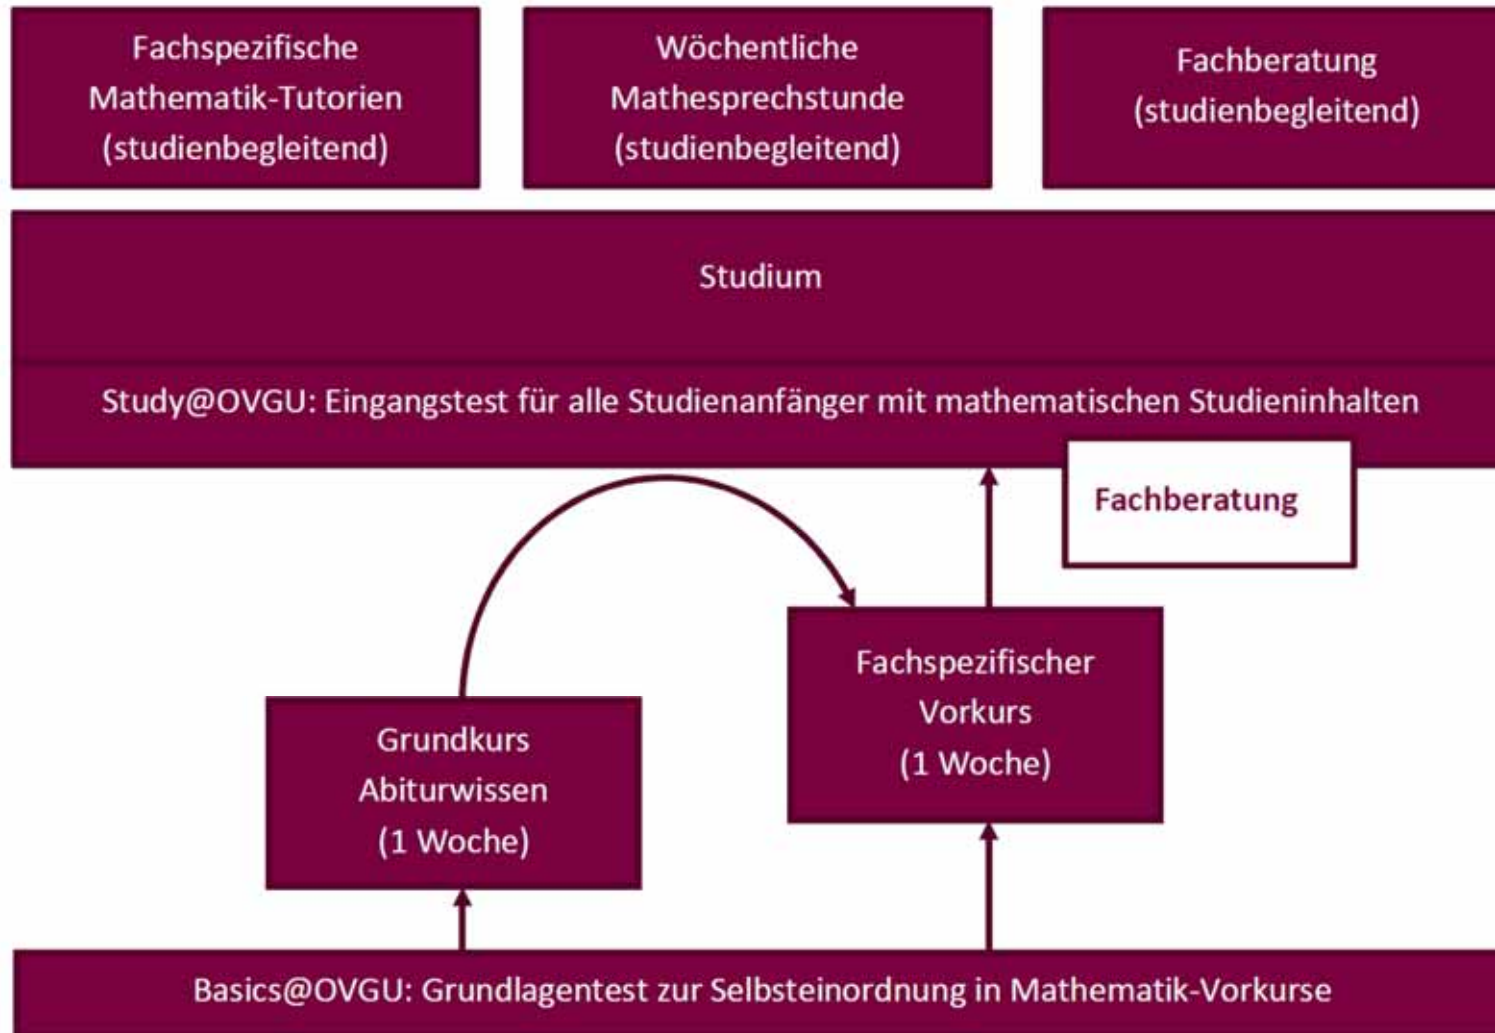 Fachspezifische
Mathematik-Tutorien
(studienbegleitend)
Wöchentliche
Mathesprechstunde
(studienbegleitend)
Fachberatung
(studienbegleitend)
Studium
Study@OVGU: Eingangstest für alle Studienanfänger mit mathematischen Studieninhalten
Fachberatung
Fachspezifischer
Vorkurs
(1 Woche)
Grundkurs
Abiturwissen
(1 Woche)
Basics@OVGU: Grundlagentest zur Selbsteinordnung in Mathematik-Vorkurse